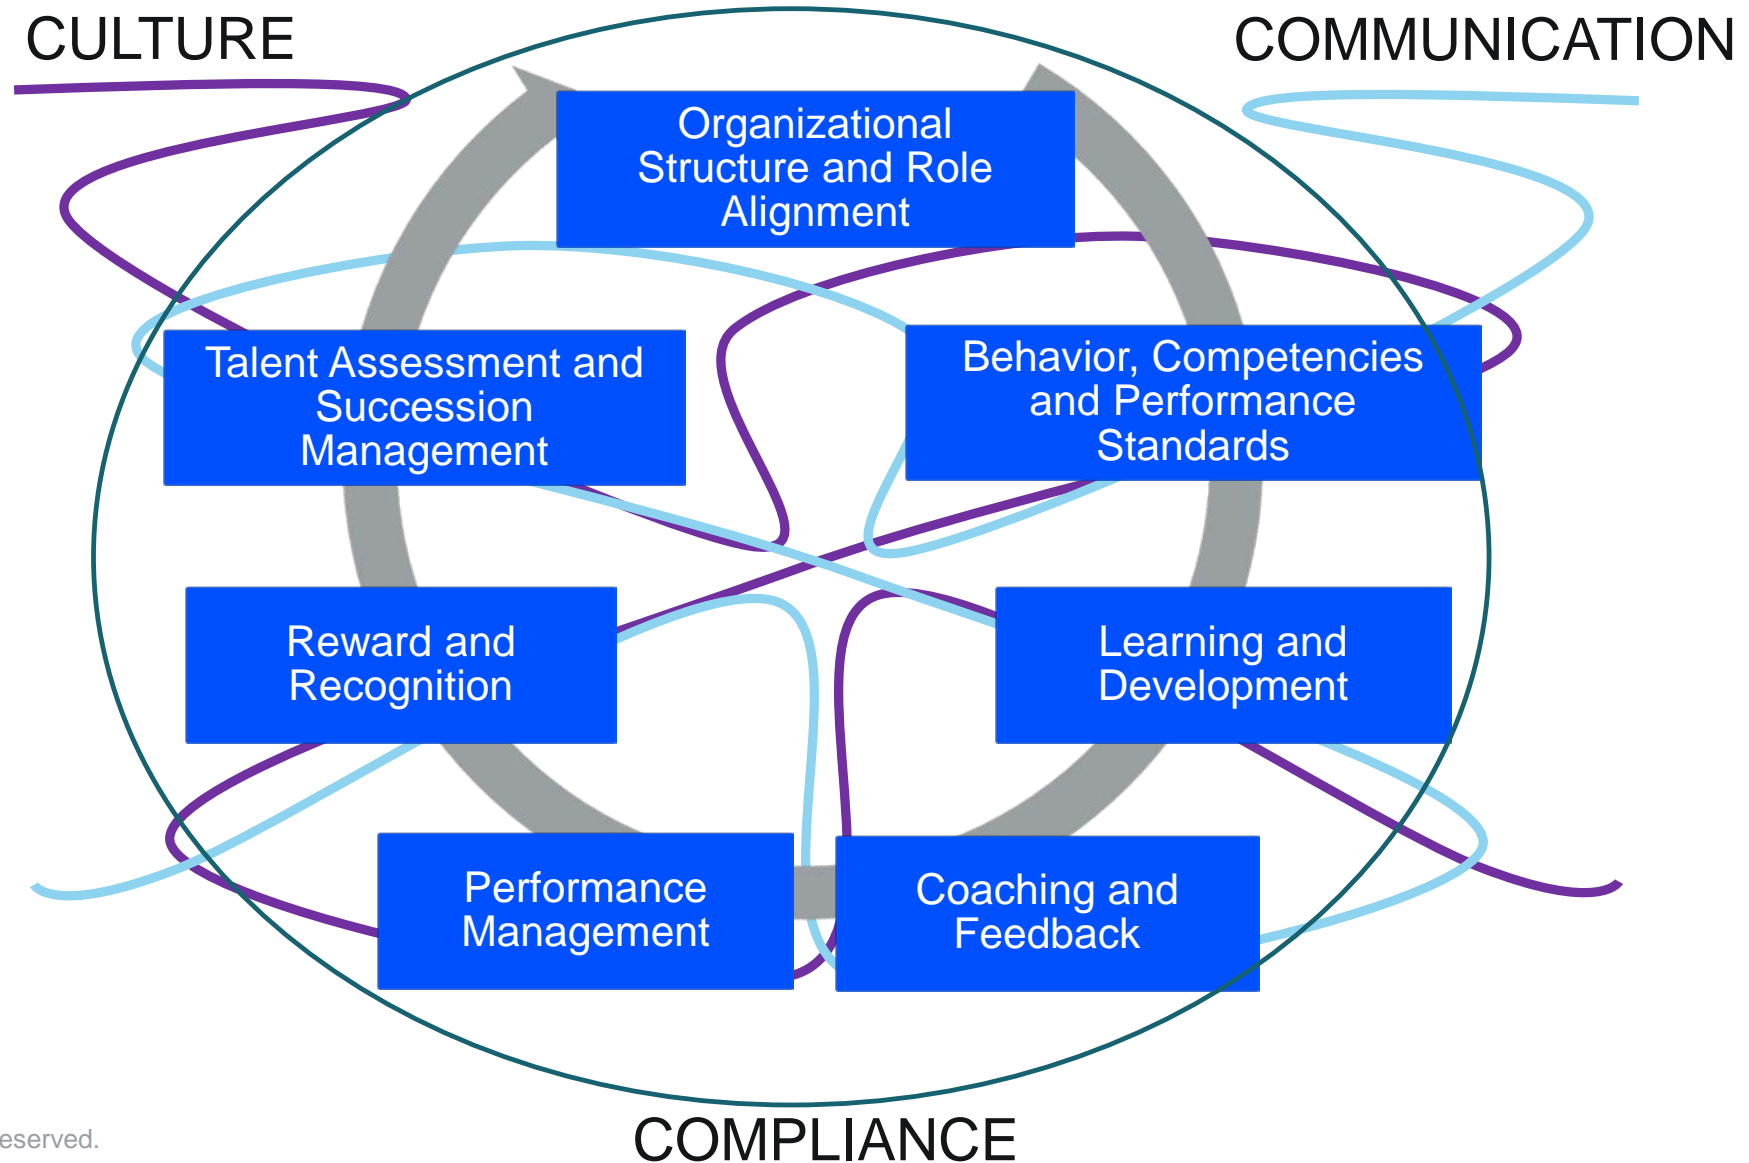 CULTURE
COMMUNICATION
Organizational
Structure and Role
Alignment
Talent Assessment and
Succession
Management
Behavior, Competencies
and Performance
Standards
Reward and
Recognition
Learning and
Development
Performance
Management
Coaching and
Feedback
COMPLIANCE
eserved.